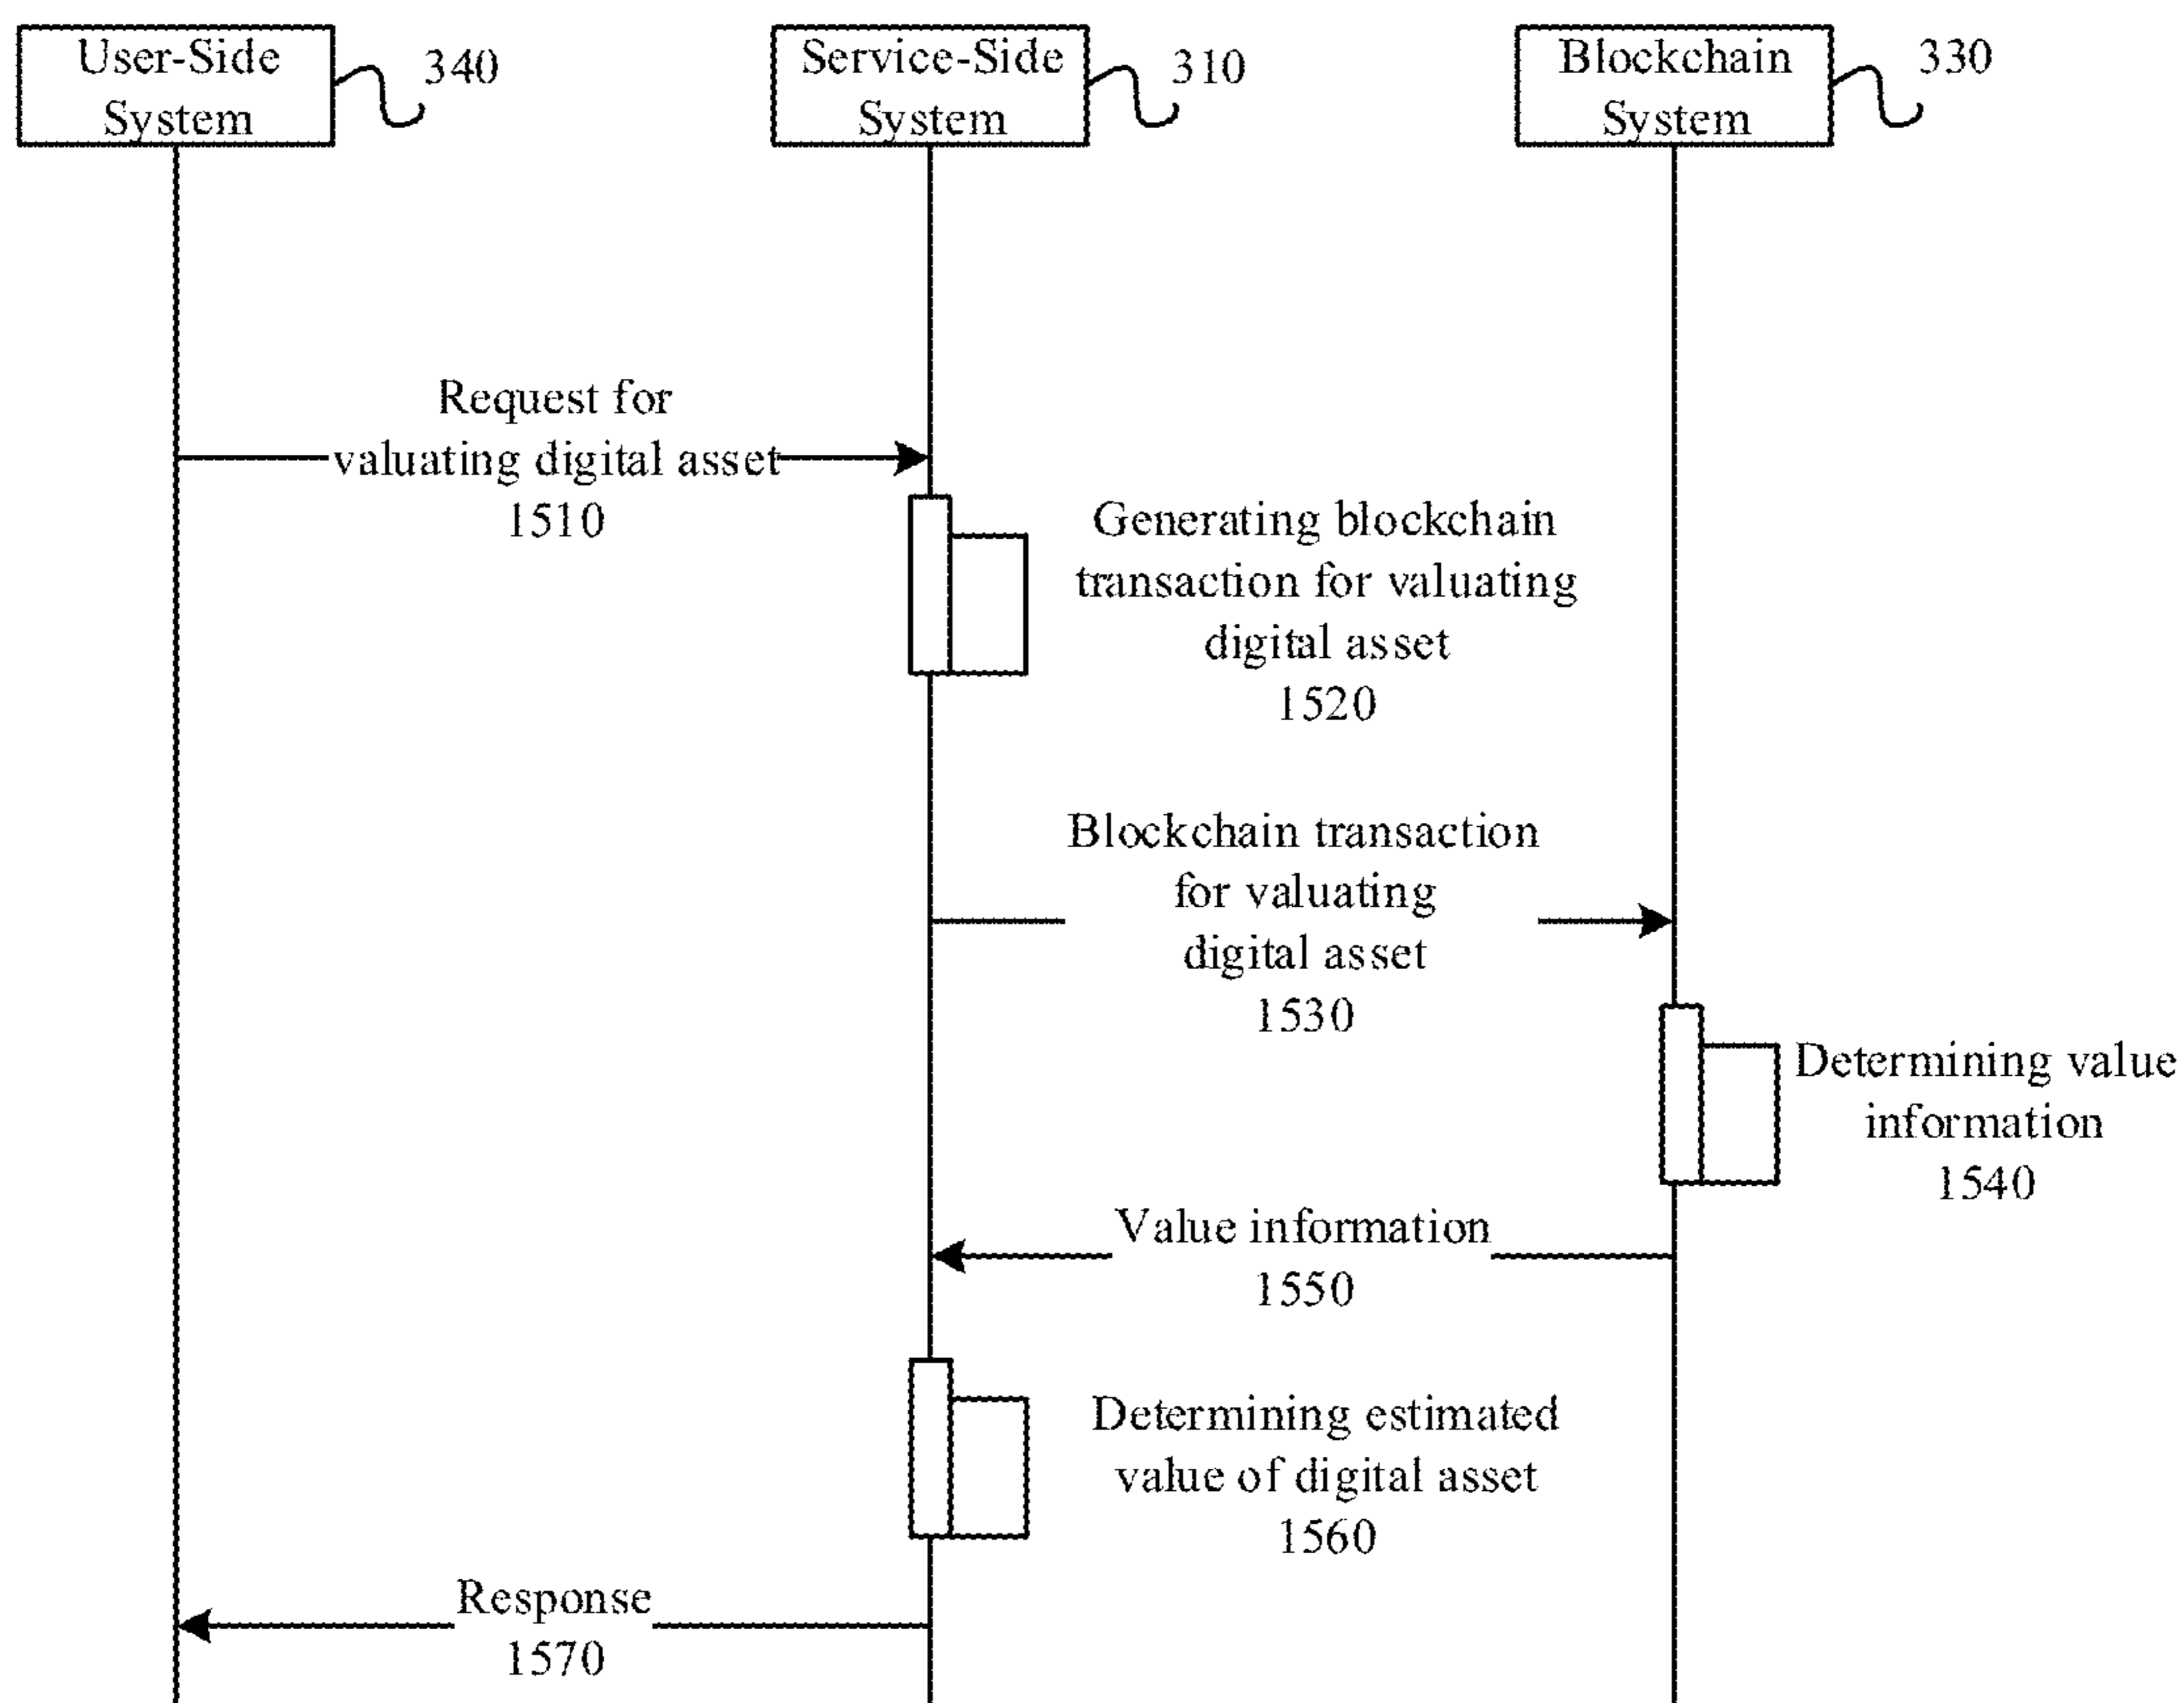 User-Side
System
340
Service-Side
System
310
Blockchain
System
330
Request for
valuating digital asset
1510
Generating blockchain
transaction for valuating
digital asset
1520
Blockchain transaction
for valuating
digital asset
1530
Determining value
information
1540
Value information
1550
Determining estimated
value of digital asset
1560
Response
1570